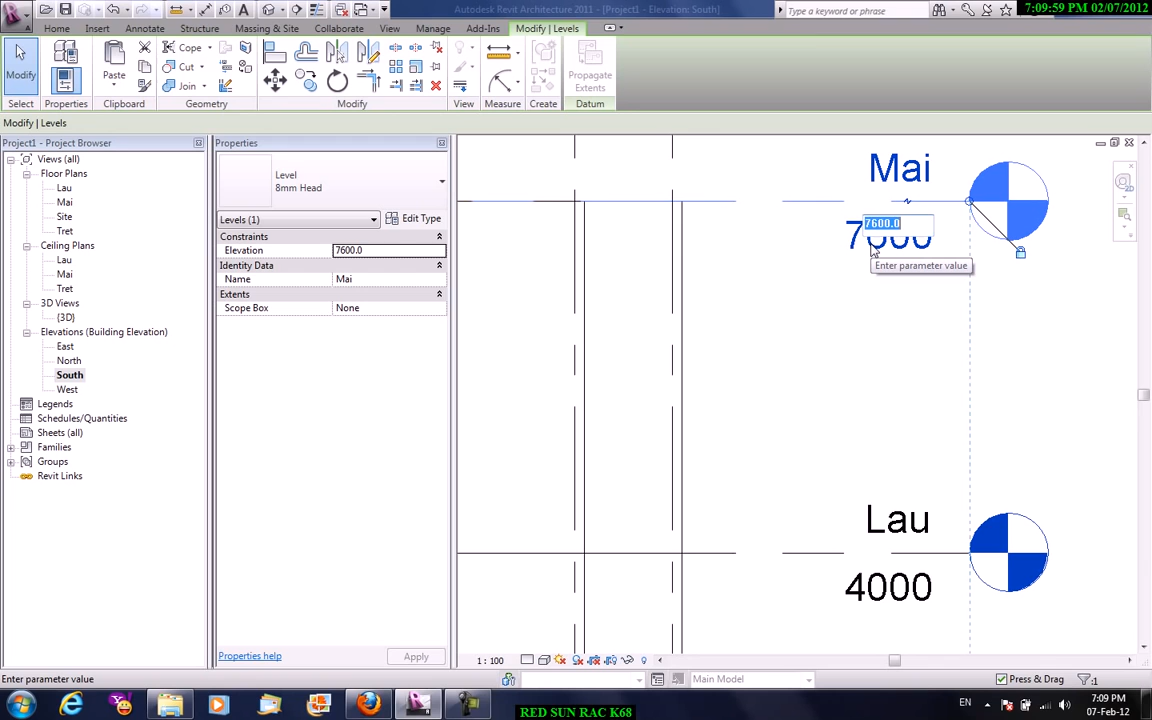 Autodesk Revit Architecture 2011 - [Project1 - Elevation: South]
Type a keyword or phrase
7:09:59 PM 02/07/2012
Home Insert Annotate Structure Massing & Site Collaborate View Manage Add-Ins Modify | Levels
Modify
Paste
Cope
Cut
Join
Propagate
Extents
Select Properties Clipboard Geometry Modify View Measure Create Datum
Modify | Levels
Project1 - Project Browser
Views (all)
Floor Plans
Lau
Mai
Site
Tret
Ceiling Plans
Lau
Mai
Tret
3D Views
{3D}
Elevations (Building Elevation)
East
North
South
West
Legends
Schedules/Quantities
Sheets (all)
Families
Groups
Revit Links
Properties
Level
8mm Head
Levels (1)
Edit Type
Constraints
Elevation 7600.0
Identity Data
Name Mai
Extents
Scope Box None
Properties help
Apply
Mai
7600.0
Enter parameter value
2D
Lau
4000
1 : 100
Enter parameter value
Main Model
Press & Drag
:1
EN
7:09 PM
07-Feb-12
RED SUN RAC K68